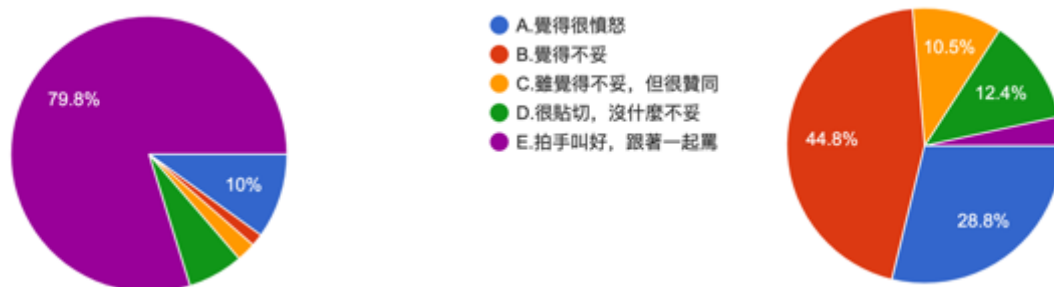 79.8%
10%
A.覺得很憤怒
B.覺得不妥
C.雖覺得不妥，但很贊同
D.很貼切，沒什麼不妥
E.拍手叫好，跟著一起罵
10.5%
12.4%
44.8%
28.8%